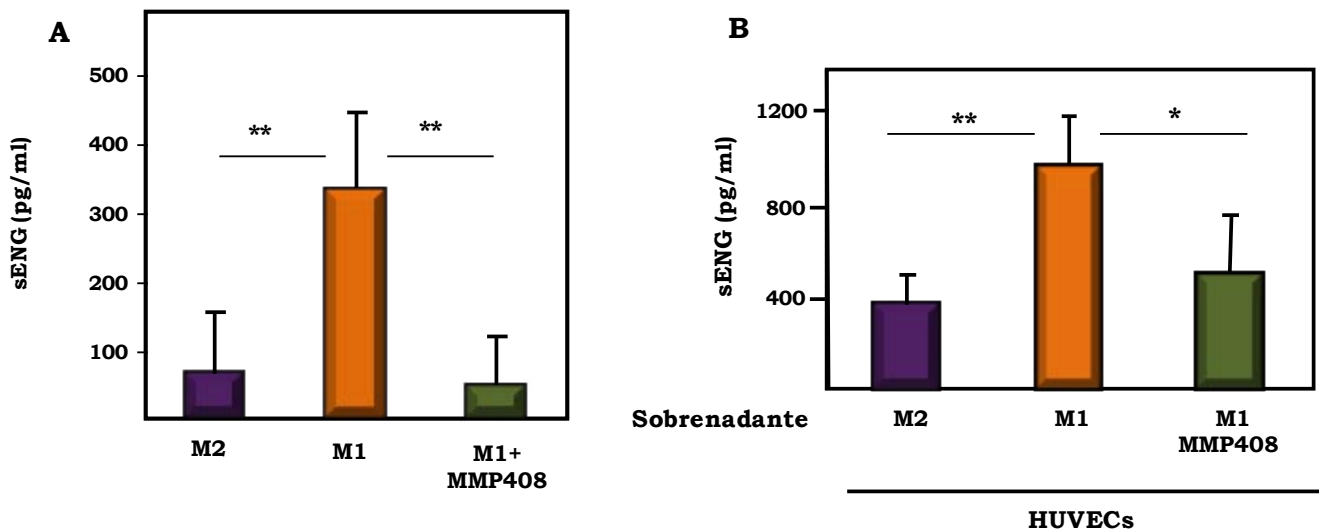 A
sENG (pg/ml)
500
400
300
200
100
**
**
M2
M1
M1+
MMP408
B
sENG (pg/ml)
1200
800
400
**
*
Sobrenadante
M2
M1
M1
MMP408
HUVECs